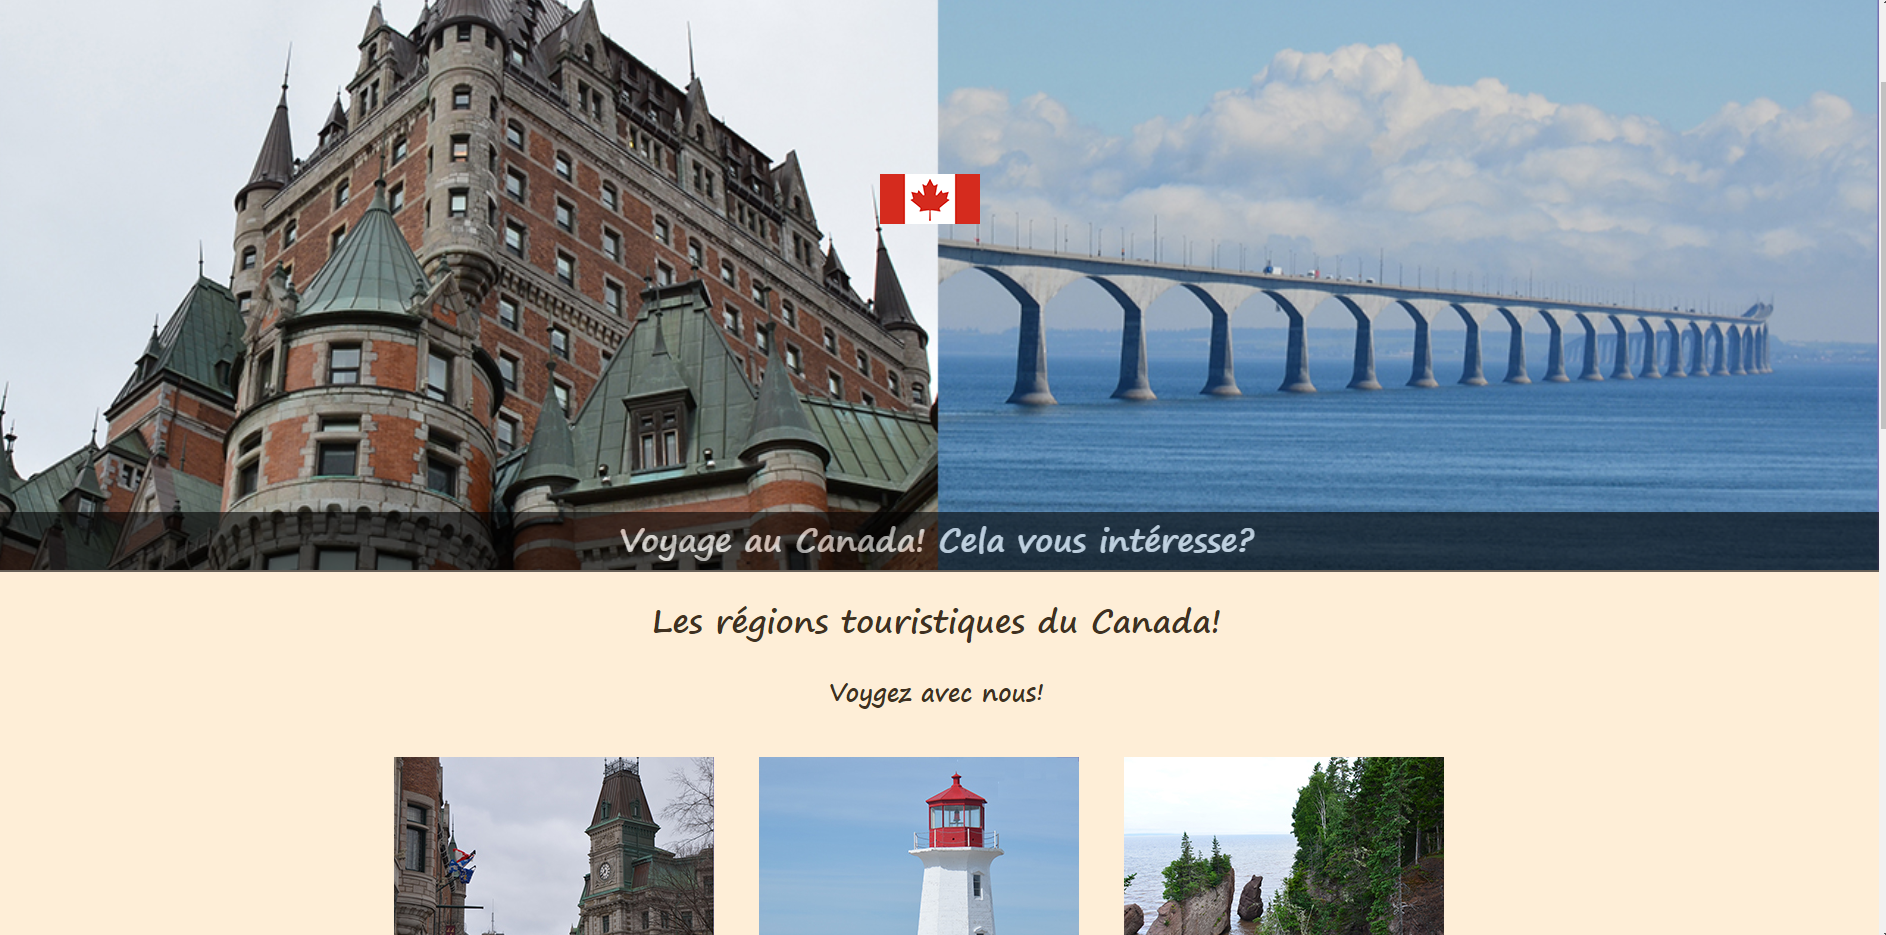 Voyage au Canada! Cela vous intéresse?
Les régions touristiques du Canada!
Voygez avec nous!